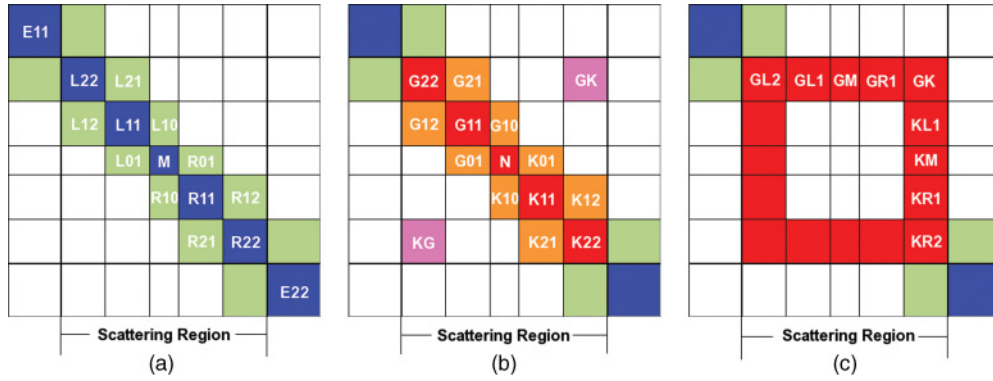 E11
L22 L21 G22 G21 GK GL2 GL1 GM GR1 GK
L12 L11 L10 G12 G11 G10 KL1
L01 M R01 G01 N K01 KM
R10 R11 R12 K10 K11 K12 KR1
R21 R22 KG K21 K22 KR2
E22
Scattering Region Scattering Region Scattering Region
(a) (b) (c)